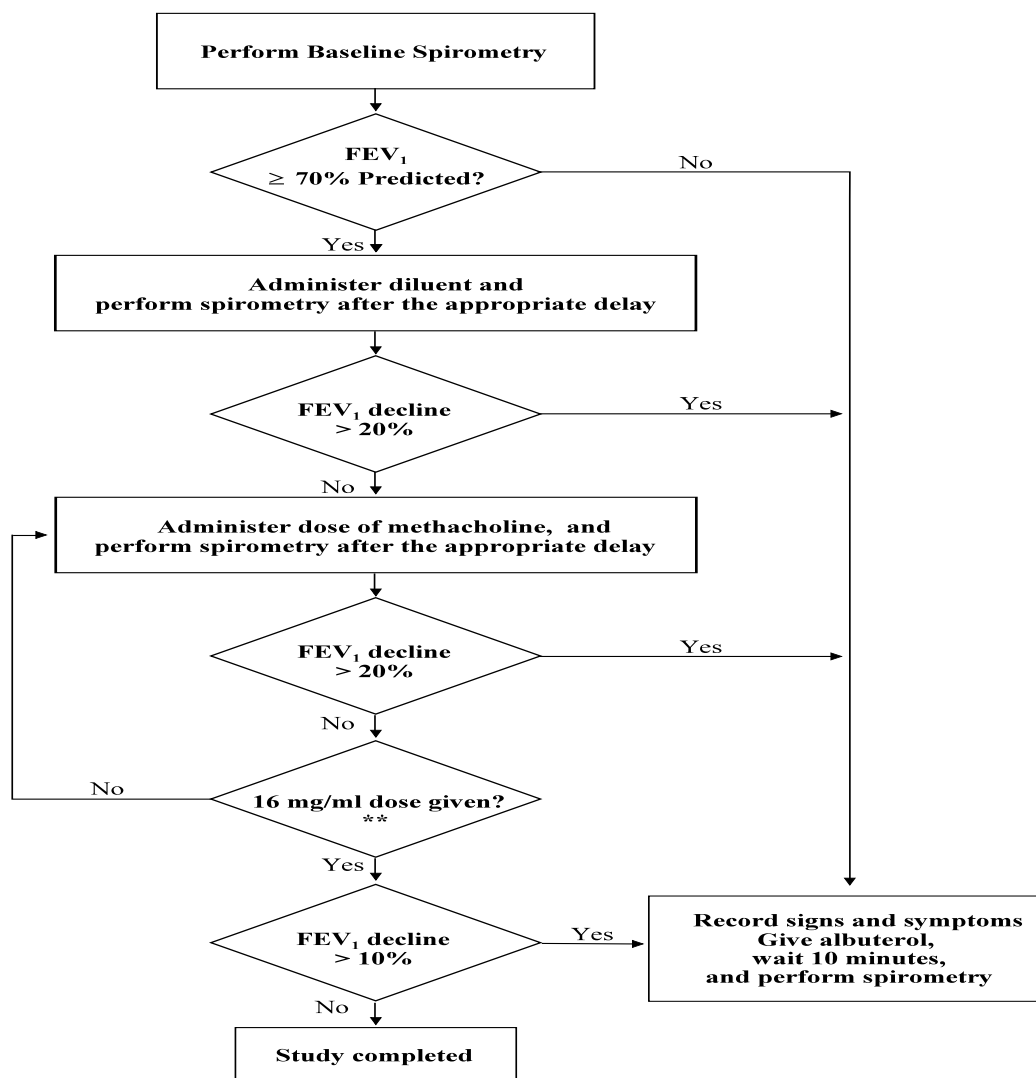 Perform Baseline Spirometry
FEV₁
≥ 70% Predicted?
No
Yes
Administer diluent and
perform spirometry after the appropriate delay
FEV₁ decline
> 20%
Yes
No
Administer dose of methacholine, and
perform spirometry after the appropriate delay
FEV₁ decline
> 20%
Yes
No
16 mg/ml dose given?
**
No
Yes
FEV₁ decline
> 10%
Yes
No
Record signs and symptoms
Give albuterol,
wait 10 minutes,
and perform spirometry
Study completed